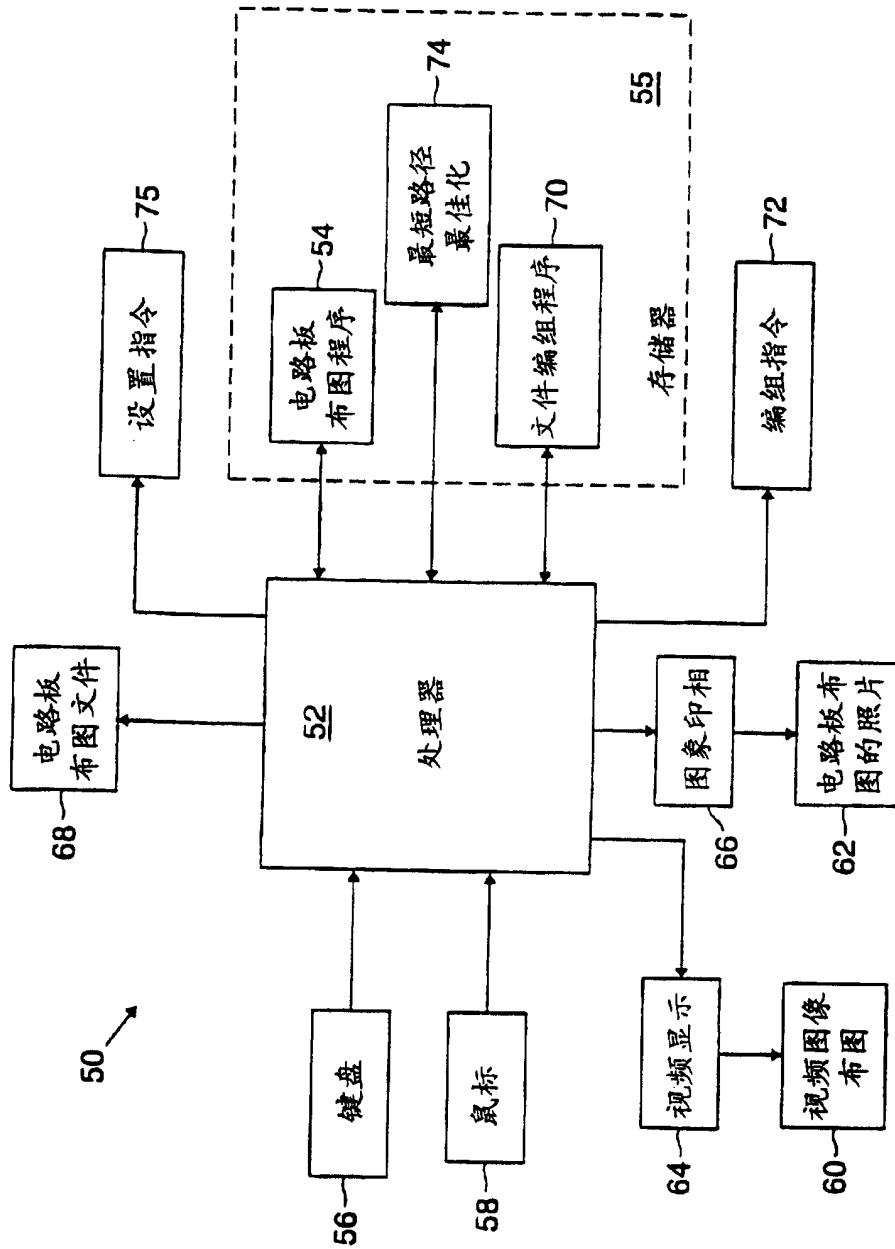 50
电路板
布图文件
68
设置指令
75
键盘
56
鼠标
58
52
处理器
电路板
布图程序
54
最短路径
最佳化
74
文件编组程序
70
存储器
55
视频显示
64
视频图像
布图
60
图象印相
66
电路板布
图的照片
62
编组指令
72